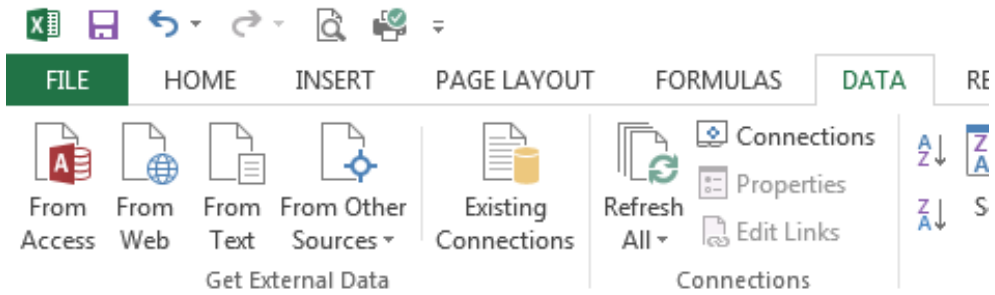 FILE HOME INSERT PAGE LAYOUT FORMULAS DATA RE
From Access
From Web
From Text
From Other Sources
Existing Connections
Refresh All
Connections
Properties
Edit Links
A Z
Z A
Z A
S
Get External Data
Connections